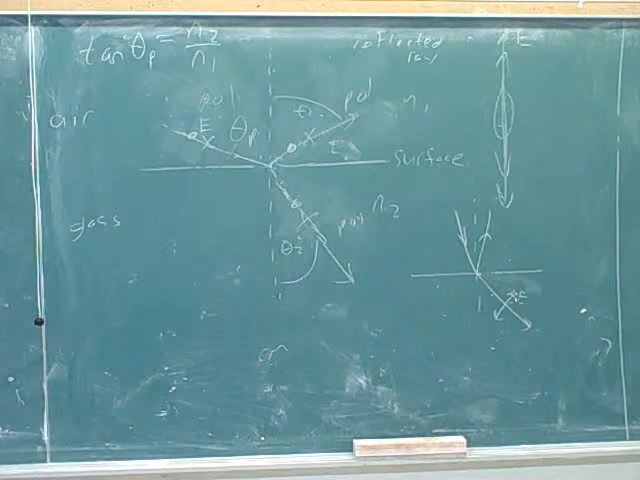 tan θp = n2/n1
reflected ray
E
pol
pol
n1
air
E
θp
surface
glass
pol
n2
θ2